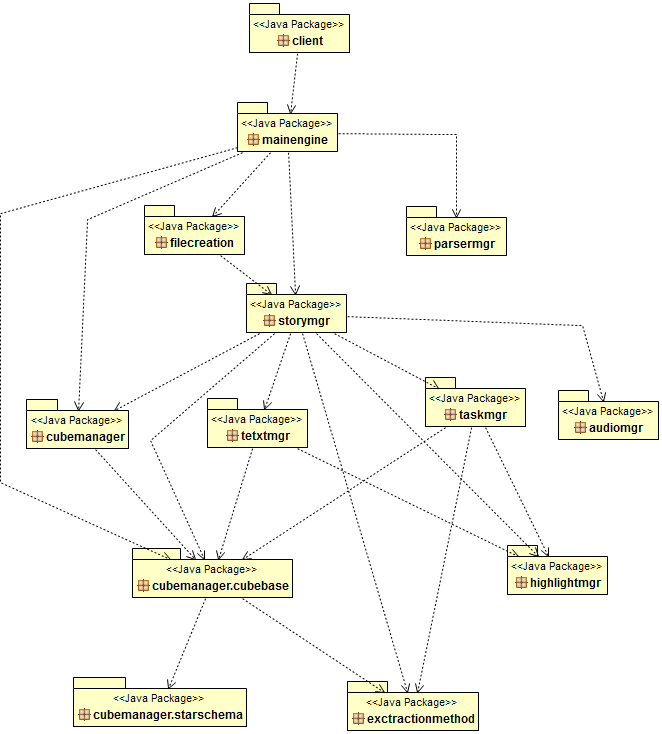 <<Java Package>>
client
<<Java Package>>
mainengine
<<Java Package>>
filecreation
<<Java Package>>
parsermgr
<<Java Package>>
storymgr
<<Java Package>>
taskmgr
<<Java Package>>
audiomgr
<<Java Package>>
cubemanager
<<Java Package>>
tetxtmgr
<<Java Package>>
highlightmgr
<<Java Package>>
cubemanager.cubebase
<<Java Package>>
cubemanager.starschema
<<Java Package>>
exctractionmethod